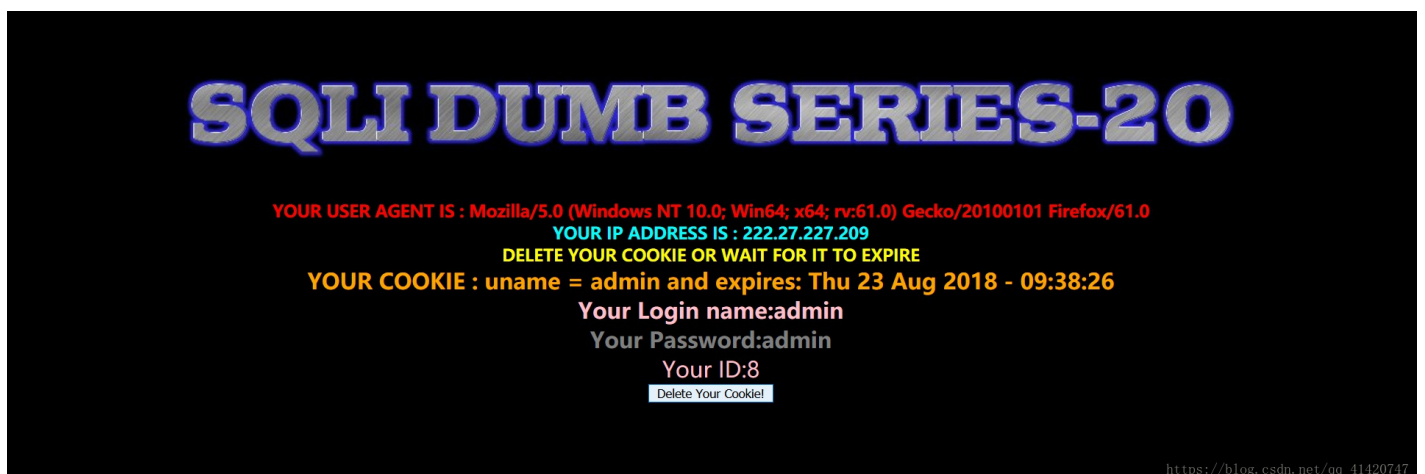 SQLI DUMB SERIES-20
YOUR USER AGENT IS : Mozilla/5.0 (Windows NT 10.0; Win64; x64; rv:61.0) Gecko/20100101 Firefox/61.0
YOUR IP ADDRESS IS : 222.27.227.209
DELETE YOUR COOKIE OR WAIT FOR IT TO EXPIRE
YOUR COOKIE : uname = admin and expires: Thu 23 Aug 2018 - 09:38:26
Your Login name:admin
Your Password:admin
Your ID:8
Delete Your Cookie!
https://blog.csdn.net/qq_41420747